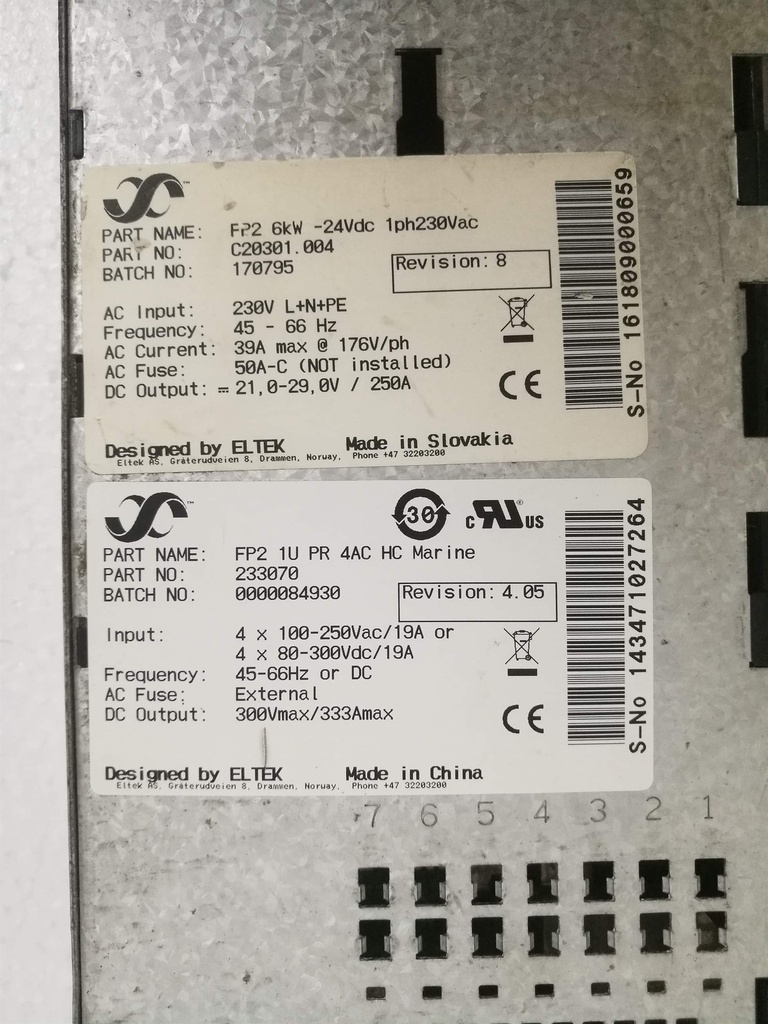 PART NAME: FP2 6kW -24Vdc 1ph230Vac
PART NO: C20301.004
BATCH NO: 170795
Revision: 8
AC Input: 230V L+N+PE
Frequency: 45 - 66 Hz
AC Current: 39A max @ 176V/ph
AC Fuse: 50A-C (NOT installed)
DC Output: = 21,0-29,0V / 250A
Designed by ELTEK Made in Slovakia
Eltek AS, Gråterudveien 8, Drammen, Norway, Phone +47 32203200
S-No 161809000659
™
30
c RU ® US
™
PART NAME: FP2 1U PR 4AC HC Marine
PART NO: 233070
BATCH NO: 0000084930
Revision: 4.05
Input: 4 x 100-250Vac/19A or
4 x 80-300Vdc/19A
Frequency: 45-66Hz or DC
AC Fuse: External
DC Output: 300Vmax/333Amax
CE
CE
Designed by ELTEK Made in China
Eltek AS, Gråterudveien 8, Drammen, Norway, Phone +47 32203200
S-No 143471027264
7 6 5 4 3 2 1